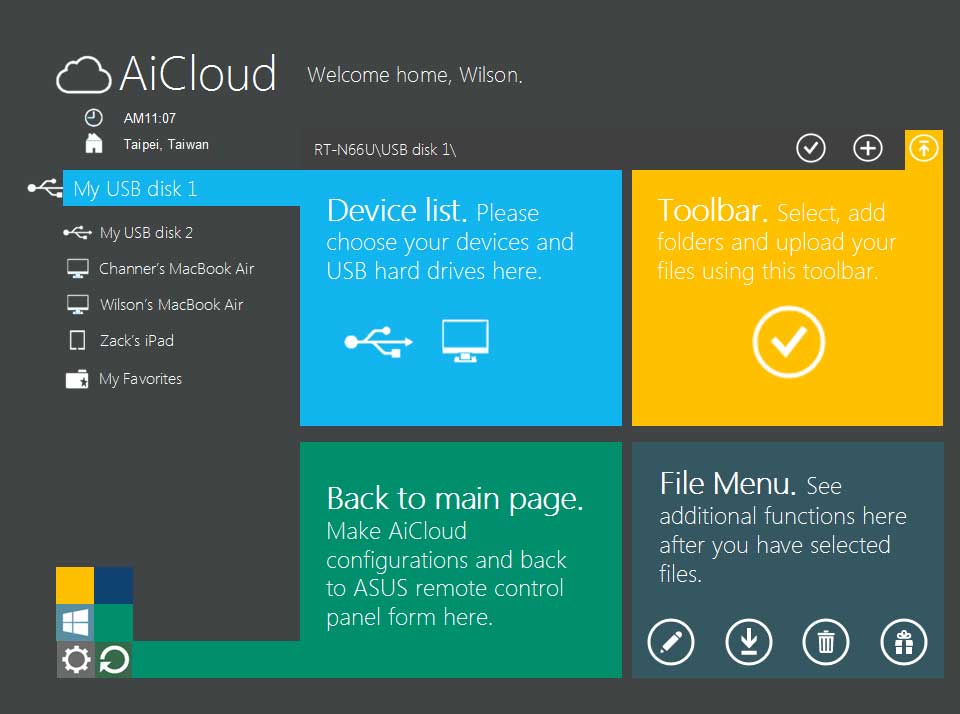 AiCloud
Welcome home, Wilson.
AM11:07
Taipei, Taiwan
RT-N66U\USB disk 1\
My USB disk 1
My USB disk 2
Channer's MacBook Air
Wilson's MacBook Air
Zack's iPad
My Favorites
Device list. Please
choose your devices and
USB hard drives here.
Toolbar. Select, add
folders and upload your
files using this toolbar.
Back to main page.
Make AiCloud
configurations and back
to ASUS remote control
panel form here.
File Menu. See
additional functions here
after you have selected
files.